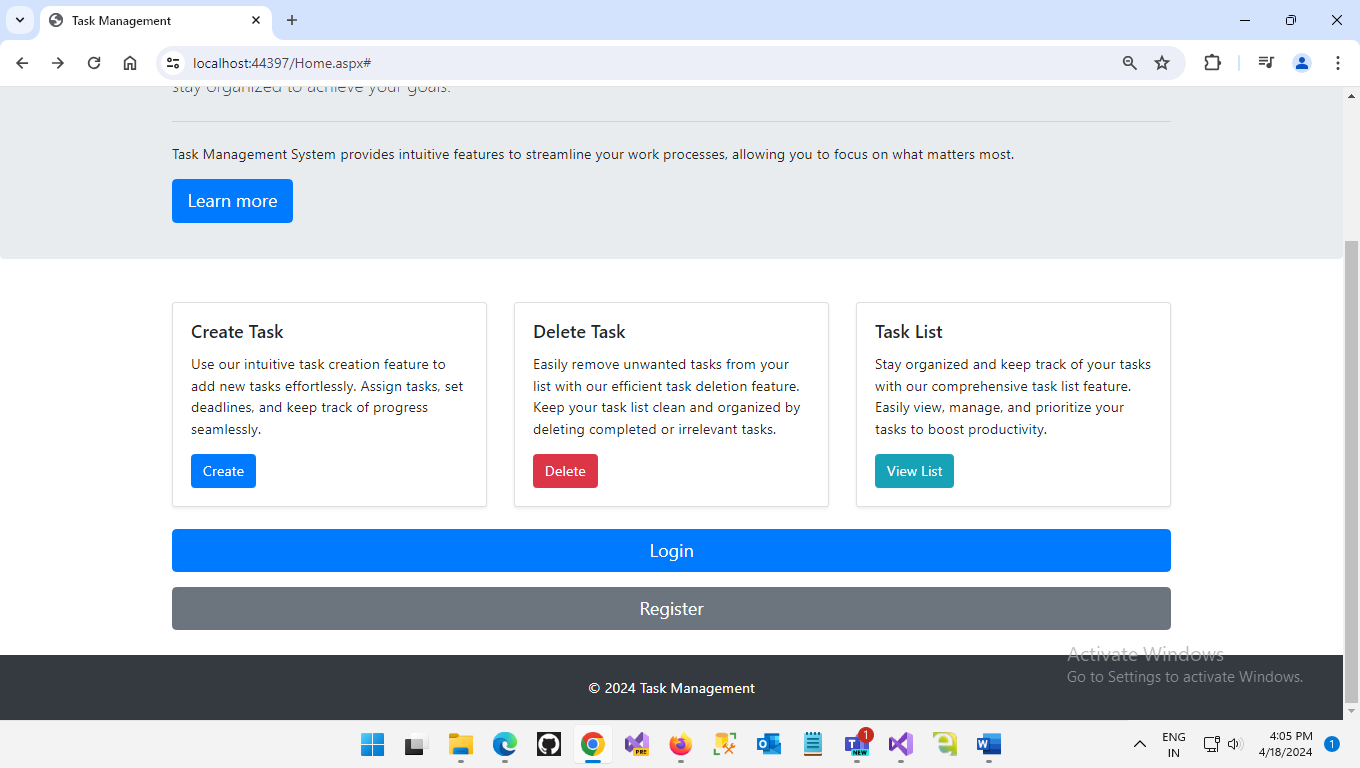 Task Management
localhost:44397/Home.aspx#
stay organized to achieve your goals.
Task Management System provides intuitive features to streamline your work processes, allowing you to focus on what matters most.
Learn more
Create Task
Use our intuitive task creation feature to
add new tasks effortlessly. Assign tasks, set
deadlines, and keep track of progress
seamlessly.
Create
Delete Task
Easily remove unwanted tasks from your
list with our efficient task deletion feature.
Keep your task list clean and organized by
deleting completed or irrelevant tasks.
Delete
Task List
Stay organized and keep track of your tasks
with our comprehensive task list feature.
Easily view, manage, and prioritize your
tasks to boost productivity.
View List
Login
Register
Activate Windows
Go to Settings to activate Windows.
© 2024 Task Management
PRE
1
NEW
ENG
IN
4:05 PM
4/18/2024
1